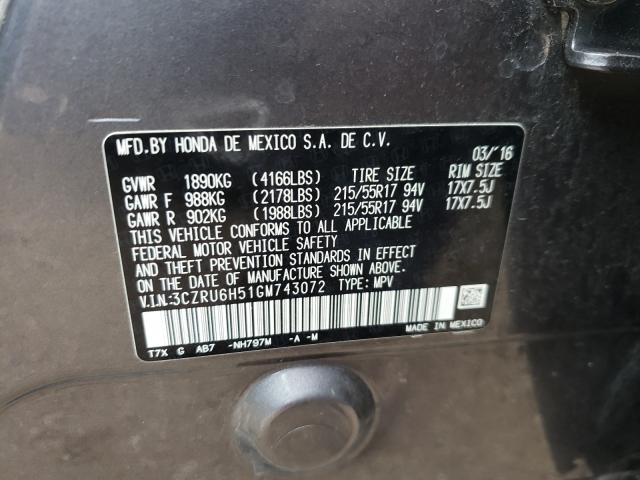 MFD.BY HONDA DE MEXICO S.A. DE C.V.
03/'16
GVWR 1890KG (4166LBS) TIRE SIZE RIM SIZE
GAWR F 988KG (2178LBS) 215/55R17 94V 17X7.5J
GAWR R 902KG (1988LBS) 215/55R17 94V 17X7.5J
THIS VEHICLE CONFORMS TO ALL APPLICABLE
FEDERAL MOTOR VEHICLE SAFETY
AND THEFT PREVENTION STANDARDS IN EFFECT
ON THE DATE OF MANUFACTURE SHOWN ABOVE.
V.I.N:3CZRU6H51GM743072 TYPE: MPV
T7X G AB7 -NH797M -A -M
MADE IN MEXICO